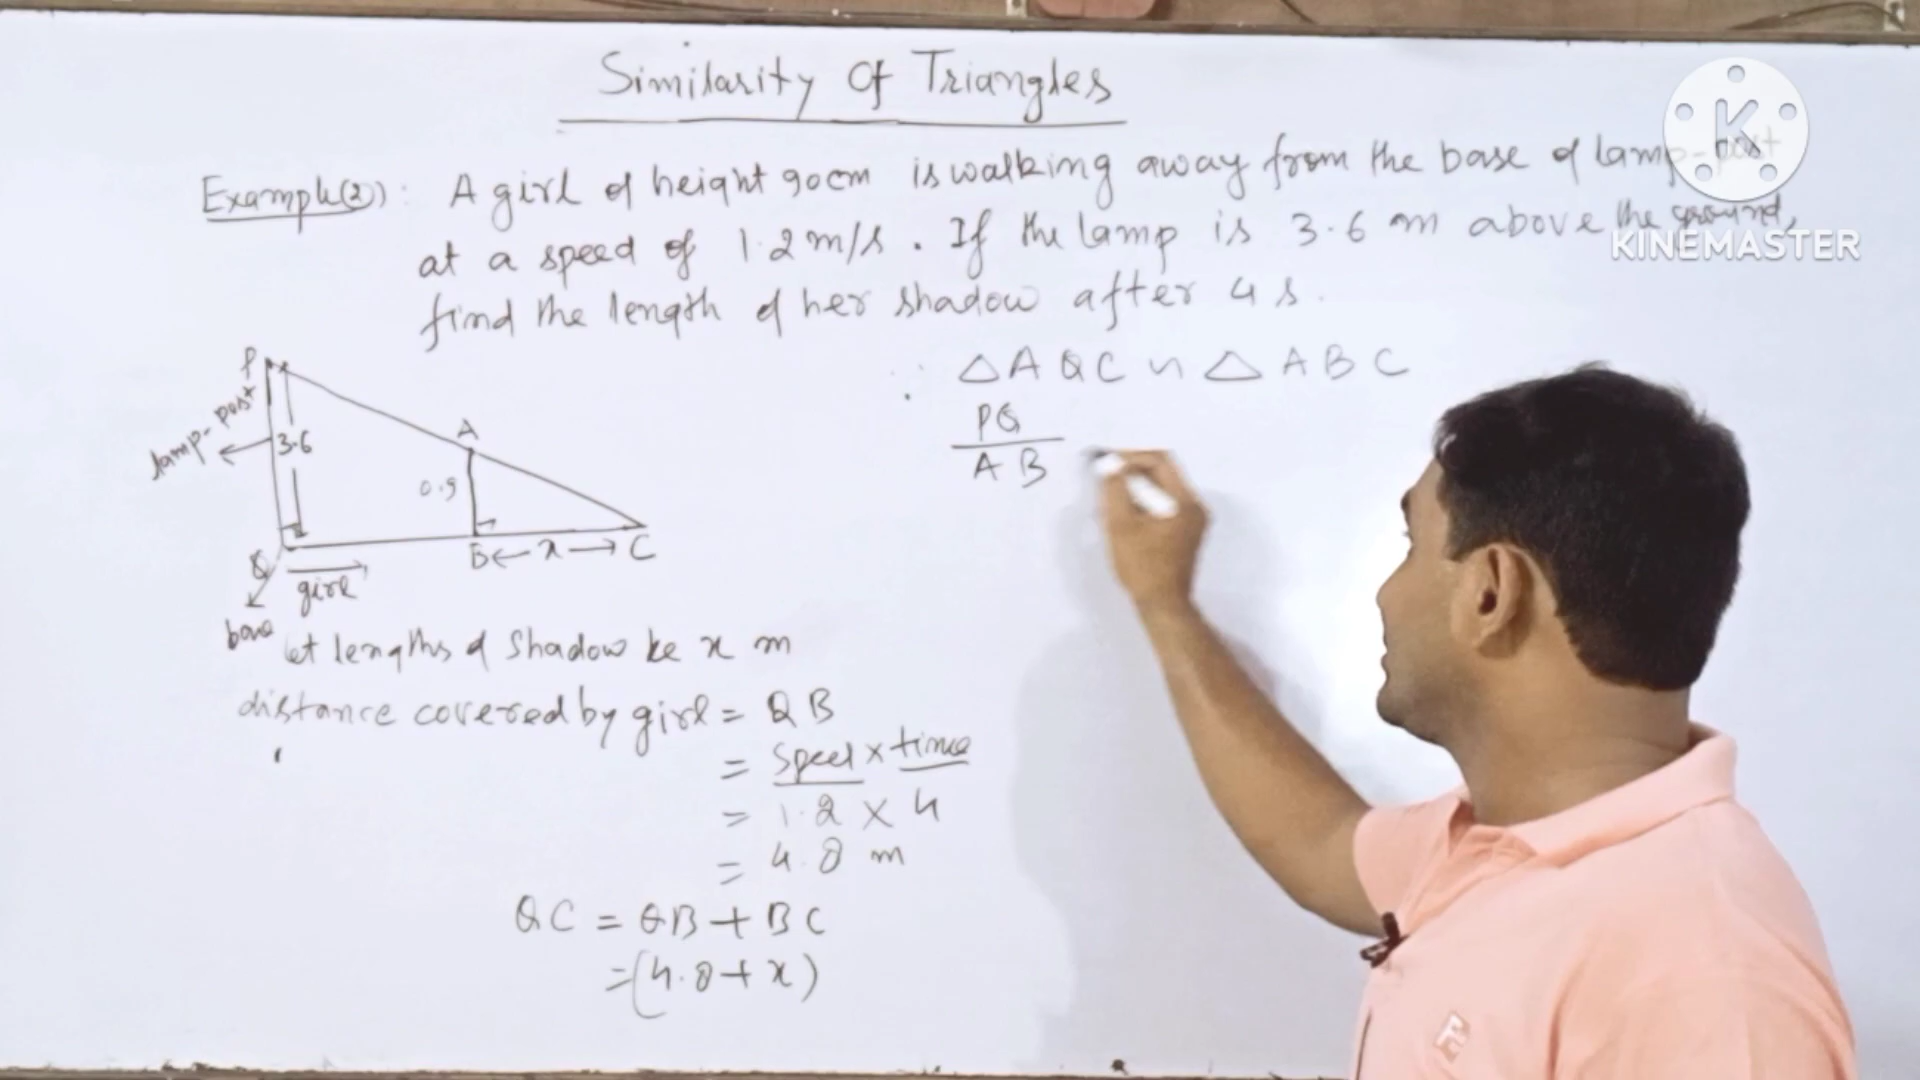 Similarity Of Triangles
Example(2): A girl of height 90cm is walking away from the base of lamp-post
at a speed of 1.2 m/s. If the lamp is 3.6 m above the ground,
find the length of her shadow after 4 s.
K
KINEMASTER
∴ △AQC ∽ △ABC
PQ
AB
P
lamp-post
3.6
A
0.9
Q
B ← x → C
girl
base
let lengths of shadow be x m
distance covered by girl = QB
= Speed × time
= 1.2 × 4
= 4.8 m
QC = QB + BC
= (4.8 + x)